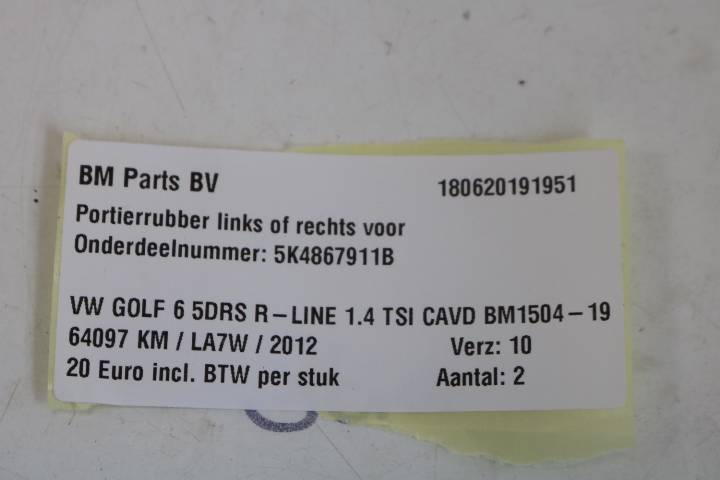 BM Parts BV 180620191951
Portierrubber links of rechts voor
Onderdeelnummer: 5K4867911B
VW GOLF 6 5DRS R-LINE 1.4 TSI CAVD BM1504-19
64097 KM / LA7W / 2012 Verz: 10
20 Euro incl. BTW per stuk Aantal: 2